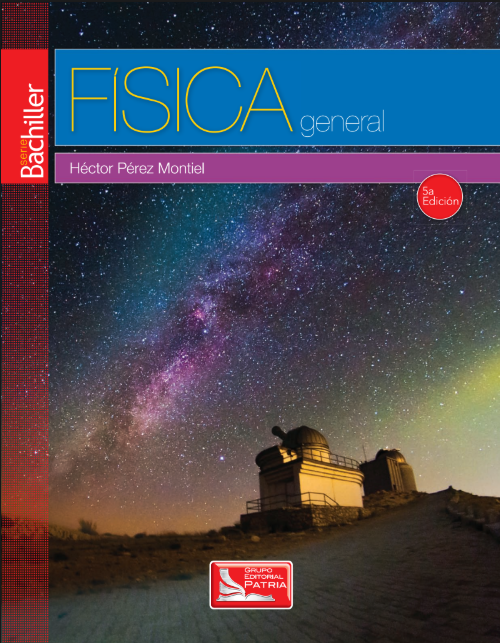 serie
Bachiller
FÍSICA
general
Héctor Pérez Montiel
5a
Edición
GRUPO
EDITORIAL
PATRIA